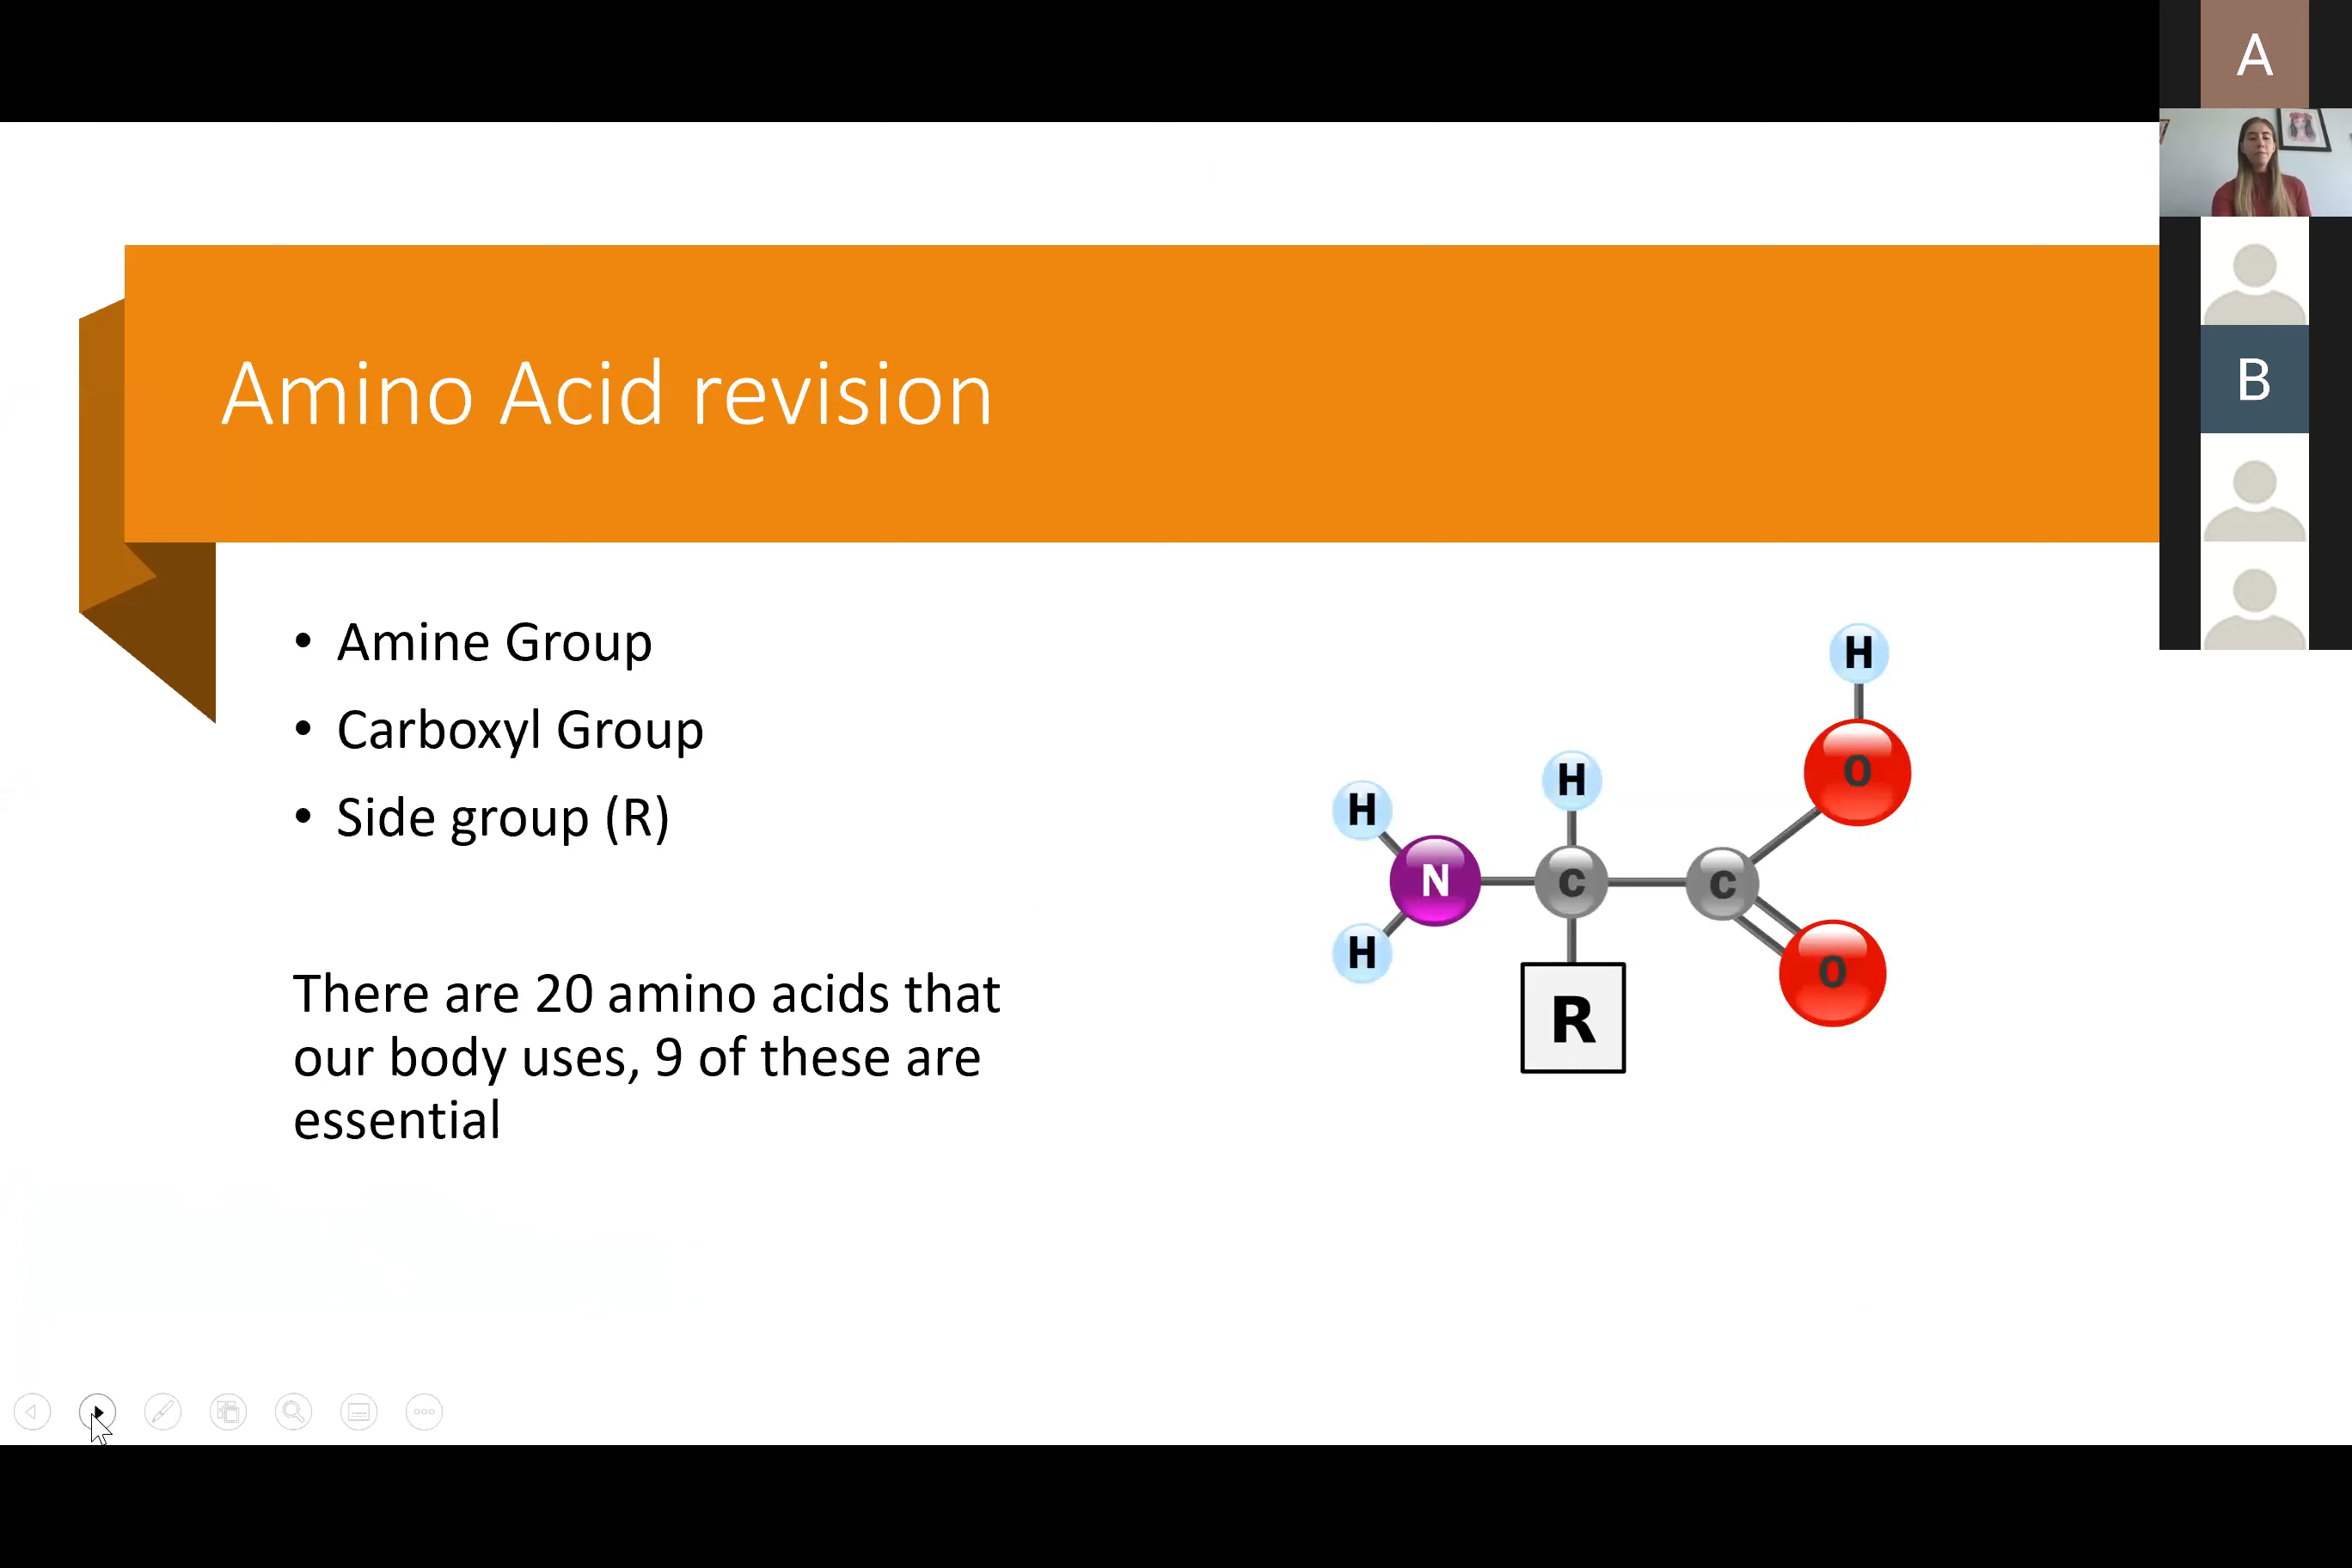 A
Amino Acid revision
B
• Amine Group
• Carboxyl Group
• Side group (R)
There are 20 amino acids that
our body uses, 9 of these are
essential
H
O
H
H
N
C
C
H
O
R